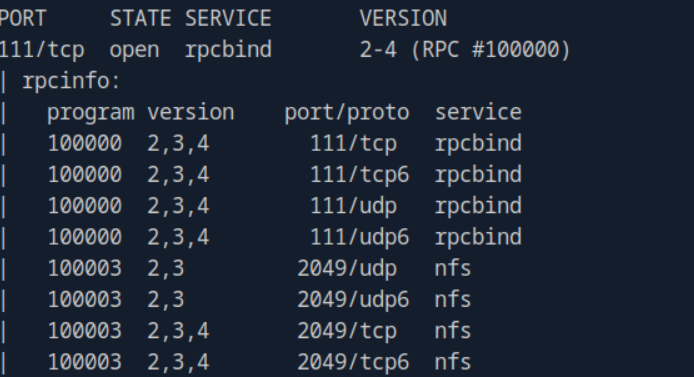 PORT STATE SERVICE VERSION
111/tcp open rpcbind 2-4 (RPC #100000)
| rpcinfo:
| program version port/proto service
| 100000 2,3,4 111/tcp rpcbind
| 100000 2,3,4 111/tcp6 rpcbind
| 100000 2,3,4 111/udp rpcbind
| 100000 2,3,4 111/udp6 rpcbind
| 100003 2,3 2049/udp nfs
| 100003 2,3 2049/udp6 nfs
| 100003 2,3,4 2049/tcp nfs
| 100003 2,3,4 2049/tcp6 nfs